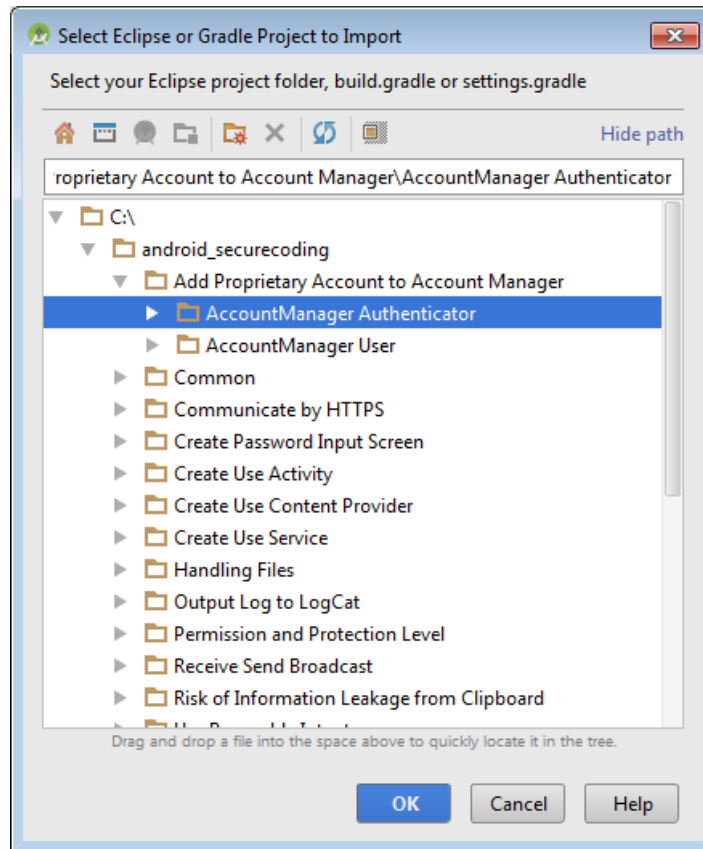 Select Eclipse or Gradle Project to Import
Select your Eclipse project folder, build.gradle or settings.gradle
Hide path
roprietary Account to Account Manager\AccountManager Authenticator
C:\
android_securecoding
Add Proprietary Account to Account Manager
AccountManager Authenticator
AccountManager User
Common
Communicate by HTTPS
Create Password Input Screen
Create Use Activity
Create Use Content Provider
Create Use Service
Handling Files
Output Log to LogCat
Permission and Protection Level
Receive Send Broadcast
Risk of Information Leakage from Clipboard
Drag and drop a file into the space above to quickly locate it in the tree.
OK Cancel Help